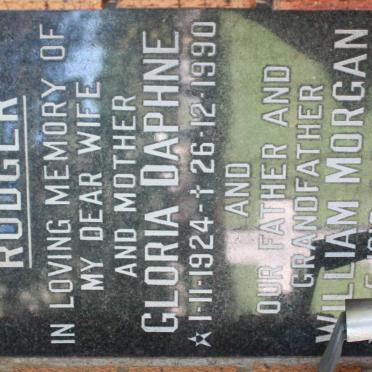 RODGER
IN LOVING MEMORY OF
MY DEAR WIFE
AND MOTHER
GLORIA DAPHNE
☆ 1·11·1924 - ✝ 26·12·1990
AND
OUR FATHER AND
GRANDFATHER
WILLIAM MORGAN